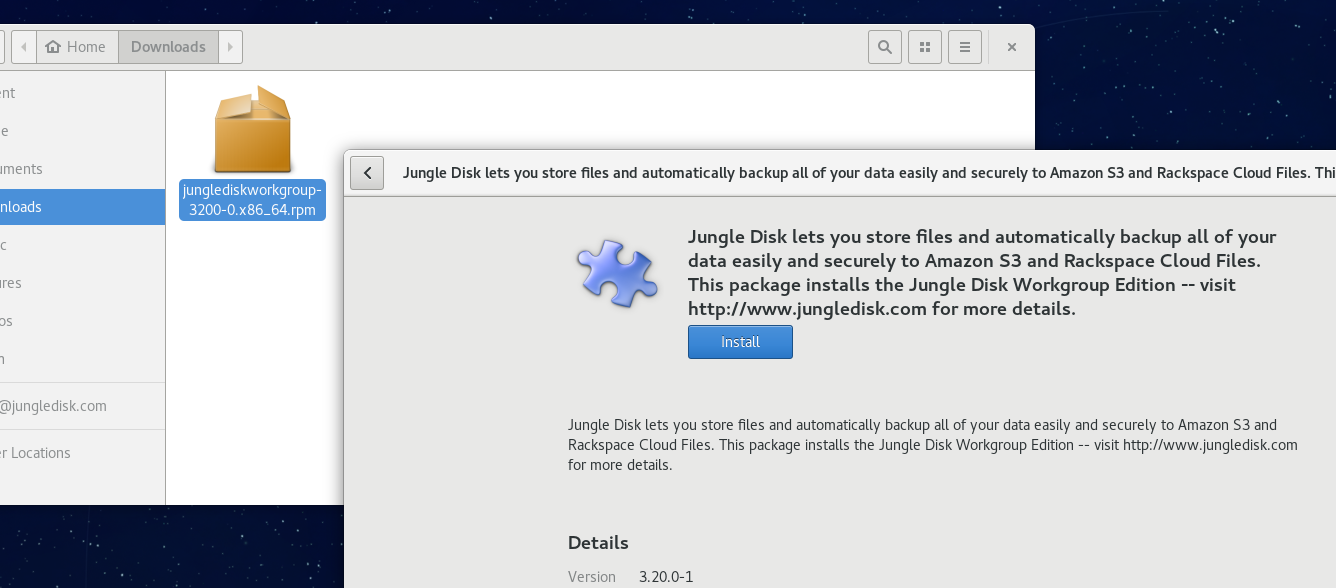 Home
Downloads
ent
e
uments
nloads
c
ures
os
n
@jungledisk.com
er Locations
junglediskworkgroup-
3200-0.x86_64.rpm
Jungle Disk lets you store files and automatically backup all of your data easily and securely to Amazon S3 and Rackspace Cloud Files. Thi
Jungle Disk lets you store files and automatically backup all of your
data easily and securely to Amazon S3 and Rackspace Cloud Files.
This package installs the Jungle Disk Workgroup Edition -- visit
http://www.jungledisk.com for more details.
Install
Jungle Disk lets you store files and automatically backup all of your data easily and securely to Amazon S3 and
Rackspace Cloud Files. This package installs the Jungle Disk Workgroup Edition -- visit http://www.jungledisk.com
for more details.
Details
Version 3.20.0-1